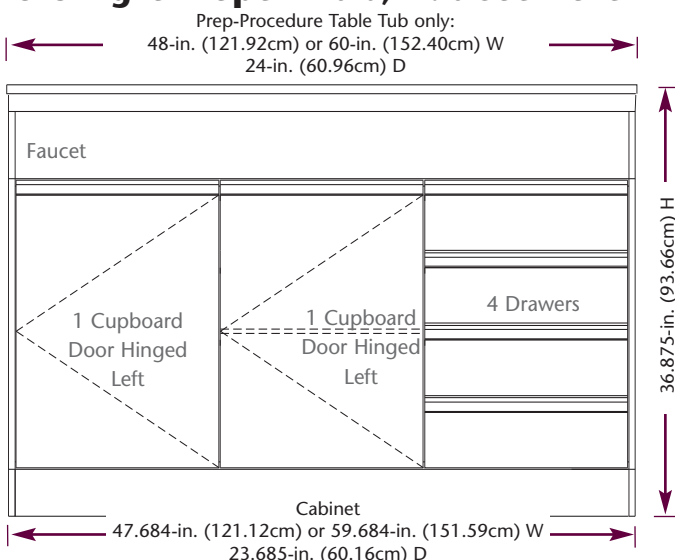 Prep-Procedure Table Tub only:
48-in. (121.92cm) or 60-in. (152.40cm) W
24-in. (60.96cm) D
Faucet
1 Cupboard
Door Hinged
Left
1 Cupboard
Door Hinged
Left
4 Drawers
36.875-in. (93.66cm) H
Cabinet
47.684-in. (121.12cm) or 59.684-in. (151.59cm) W
23.685-in. (60.16cm) D